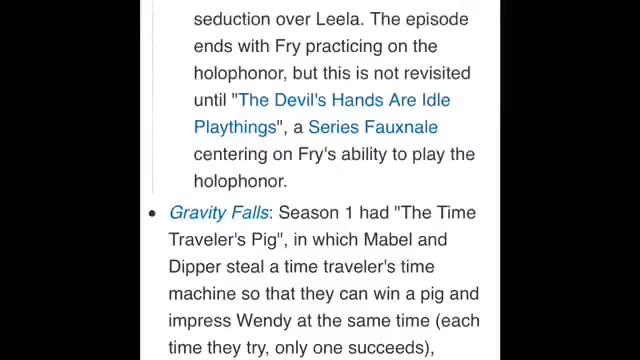 seduction over Leela. The episode
ends with Fry practicing on the
holophonor, but this is not revisited
until "The Devil's Hands Are Idle
Playthings", a Series Fauxnale
centering on Fry's ability to play the
holophonor.
• Gravity Falls: Season 1 had "The Time
Traveler's Pig", in which Mabel and
Dipper steal a time traveler's time
machine so that they can win a pig and
impress Wendy at the same time (each
time they try, only one succeeds),